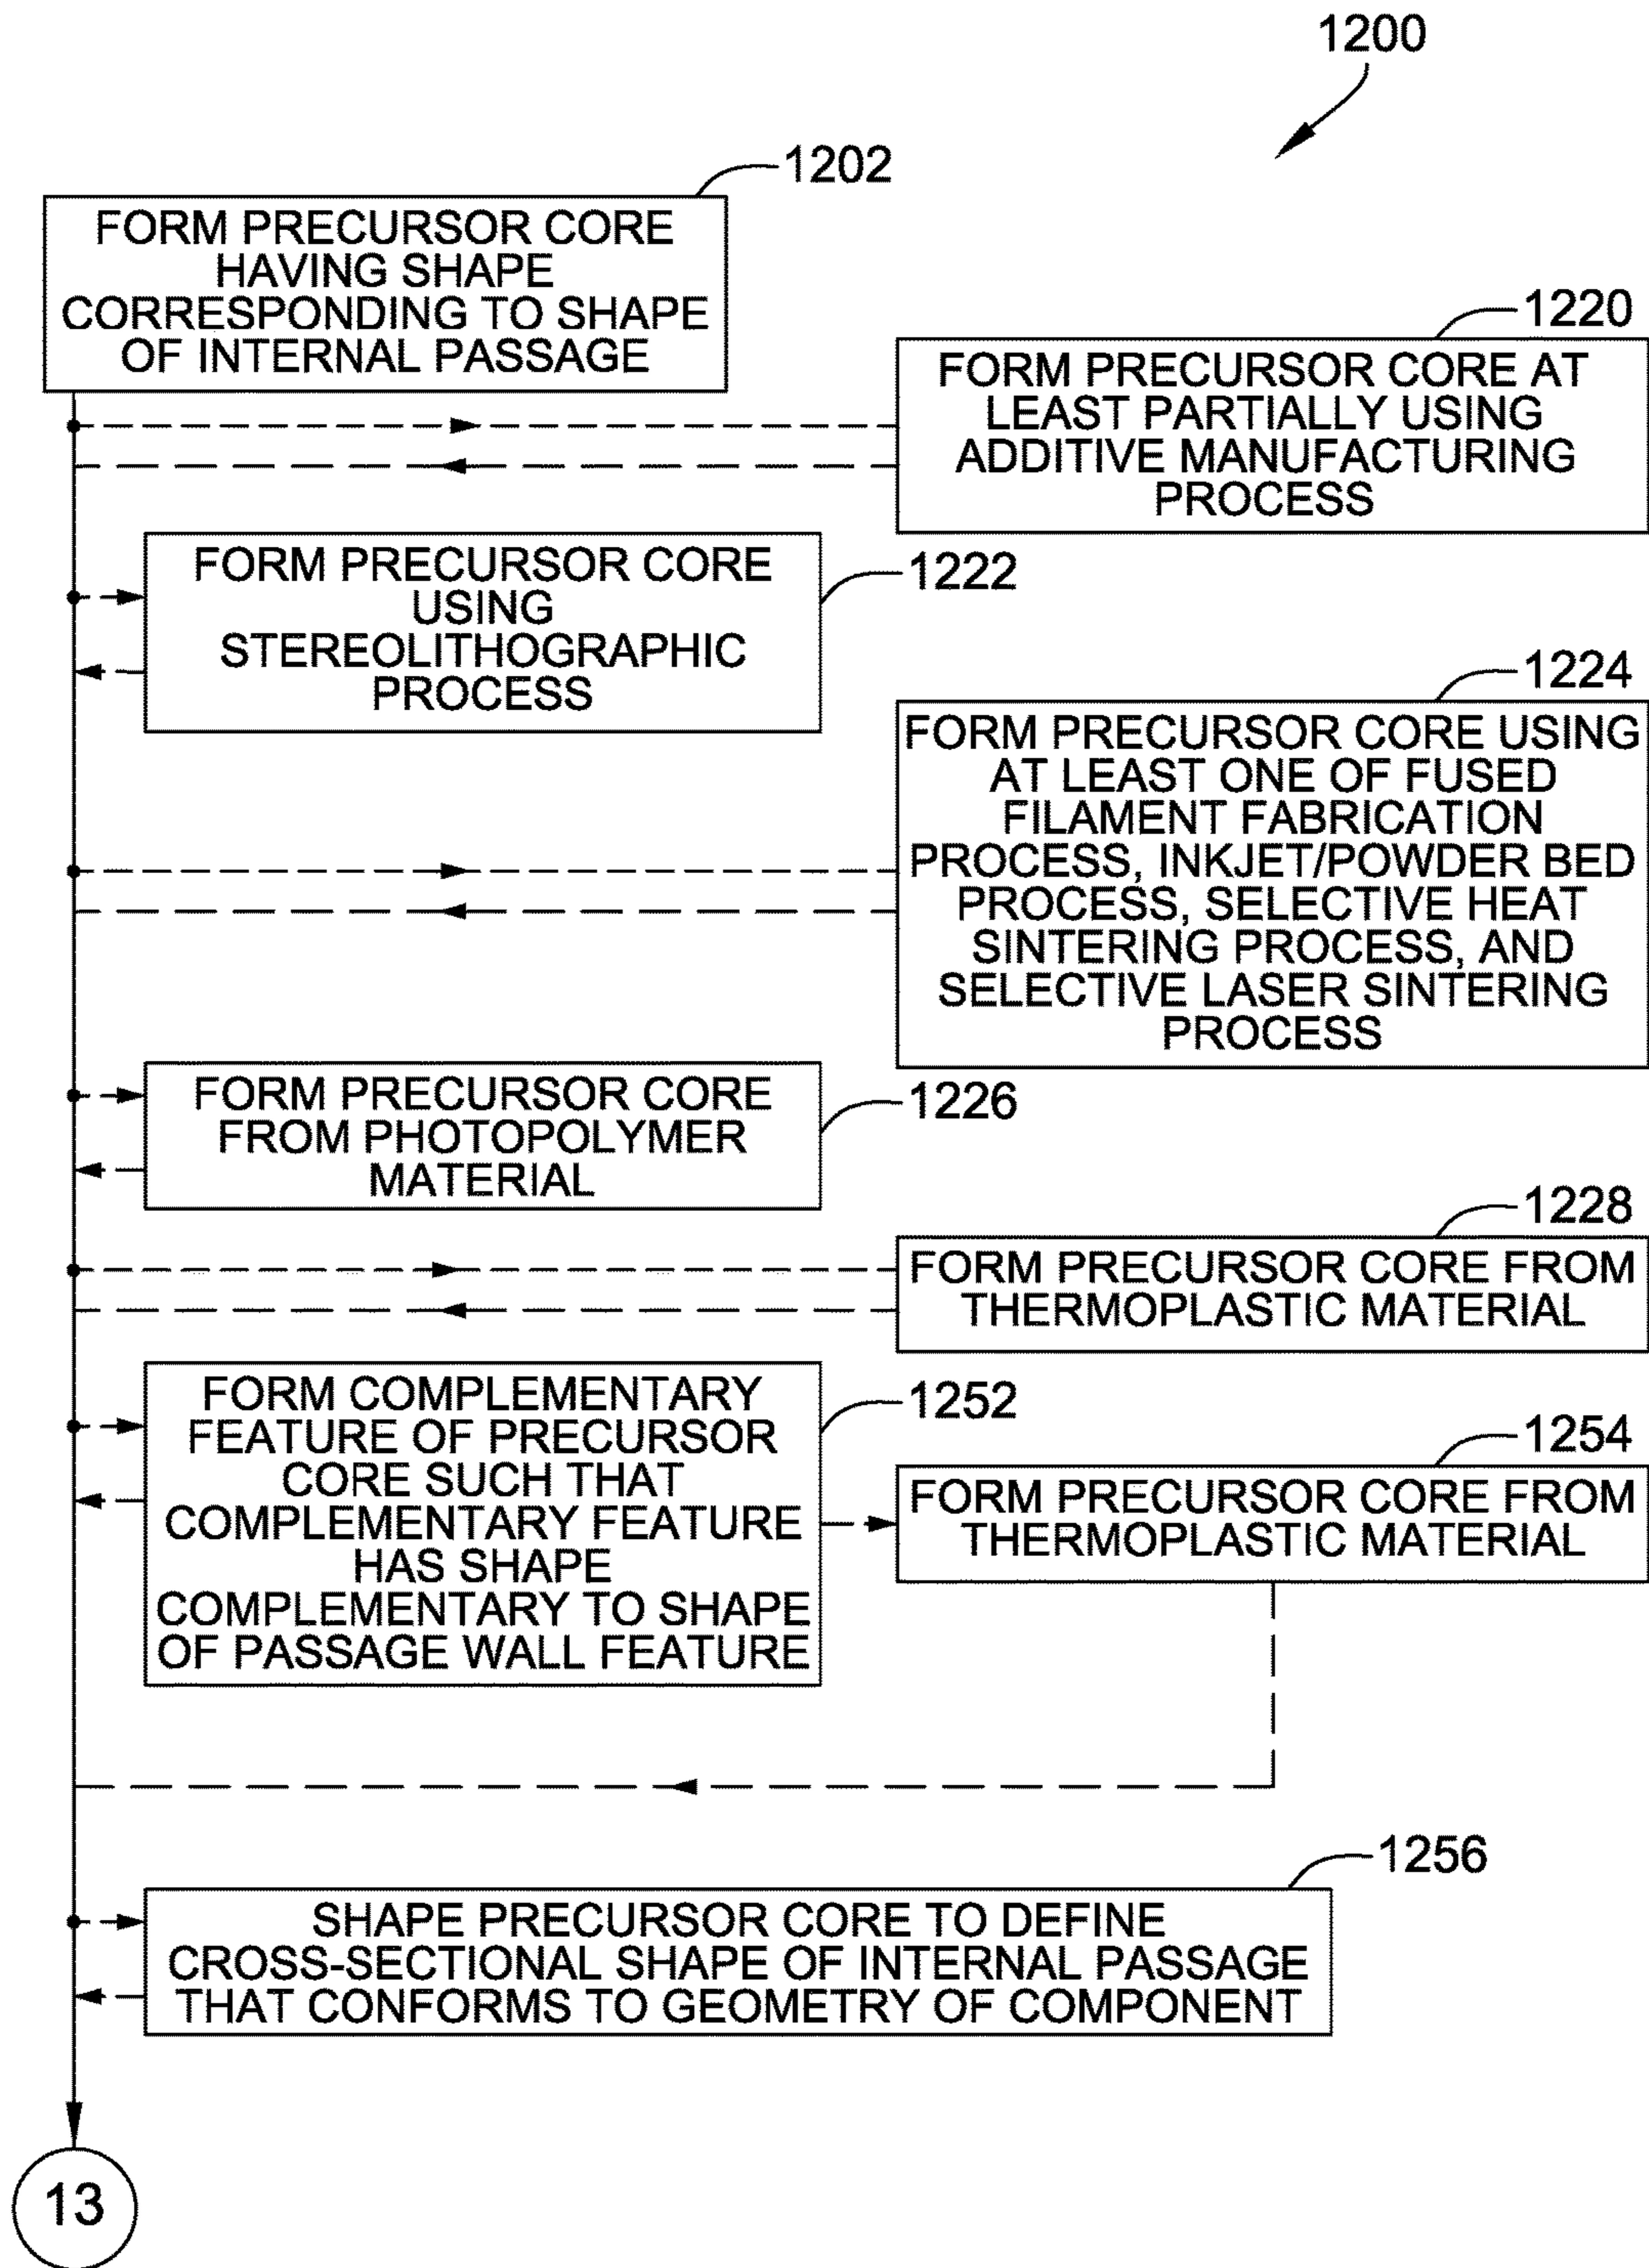 1200
1202
FORM PRECURSOR CORE
HAVING SHAPE
CORRESPONDING TO SHAPE
OF INTERNAL PASSAGE
1220
FORM PRECURSOR CORE AT
LEAST PARTIALLY USING
ADDITIVE MANUFACTURING
PROCESS
1222
FORM PRECURSOR CORE
USING
STEREOLITHOGRAPHIC
PROCESS
1224
FORM PRECURSOR CORE USING
AT LEAST ONE OF FUSED
FILAMENT FABRICATION
PROCESS, INKJET/POWDER BED
PROCESS, SELECTIVE HEAT
SINTERING PROCESS, AND
SELECTIVE LASER SINTERING
PROCESS
1226
FORM PRECURSOR CORE
FROM PHOTOPOLYMER
MATERIAL
1228
FORM PRECURSOR CORE FROM
THERMOPLASTIC MATERIAL
1252
FORM COMPLEMENTARY
FEATURE OF PRECURSOR
CORE SUCH THAT
COMPLEMENTARY FEATURE
HAS SHAPE
COMPLEMENTARY TO SHAPE
OF PASSAGE WALL FEATURE
1254
FORM PRECURSOR CORE FROM
THERMOPLASTIC MATERIAL
1256
SHAPE PRECURSOR CORE TO DEFINE
CROSS-SECTIONAL SHAPE OF INTERNAL PASSAGE
THAT CONFORMS TO GEOMETRY OF COMPONENT
13